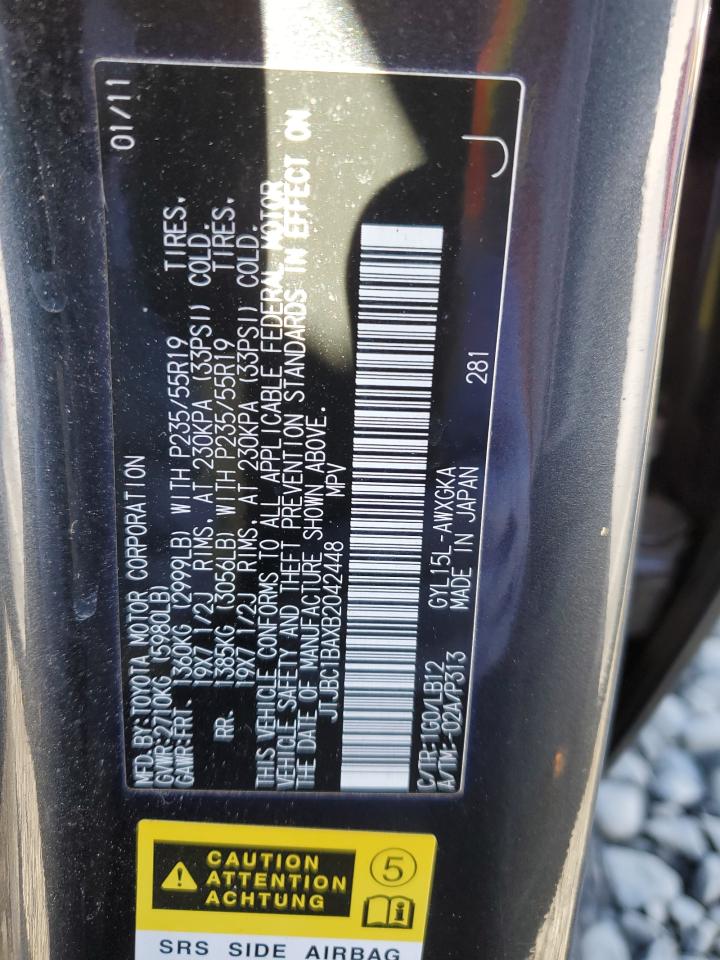 MFD.BY:TOYOTA MOTOR CORPORATION 01/11
GVWR:2710KG (5980LB)
GAWR:FRT. 1360KG (2999LB) WITH P235/55R19 TIRES.
19X7 1/2J RIMS, AT 230KPA (33PSI) COLD.
RR. 1385KG (3056LB) WITH P235/55R19 TIRES.
19X7 1/2J RIMS, AT 230KPA (33PSI) COLD.
THIS VEHICLE CONFORMS TO ALL APPLICABLE FEDERAL MOTOR
VEHICLE SAFETY AND THEFT PREVENTION STANDARDS IN EFFECT ON
THE DATE OF MANUFACTURE SHOWN ABOVE.
JTJBC1BAXB2042448 MPV
C/TR:1G0/LB12 GYL15L-AWXGKA
A/TM:-02A/P313 MADE IN JAPAN 281 J
CAUTION
ATTENTION
ACHTUNG
5
i
SRS SIDE AIRBAG